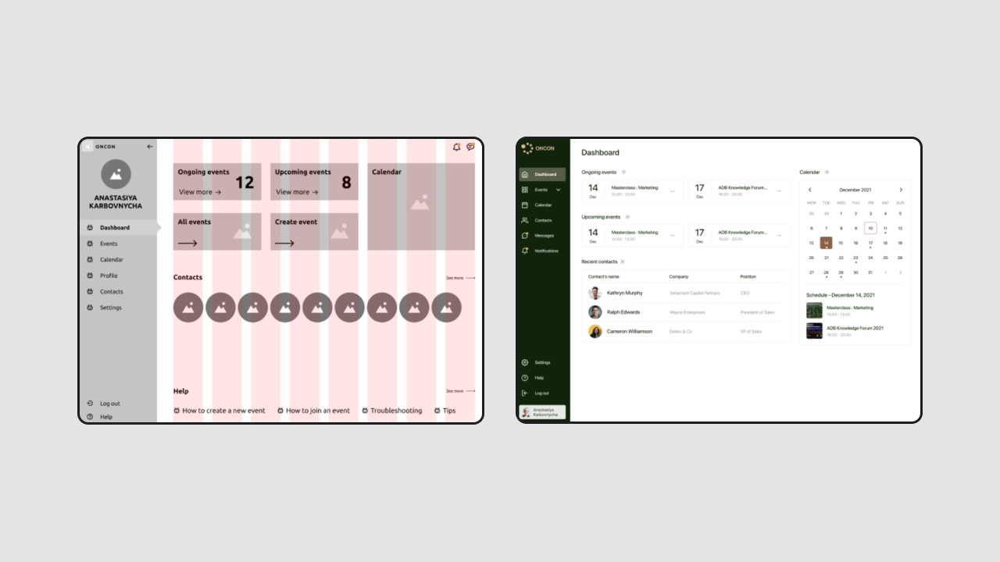 ONCON
ANASTASIYA
KARBOVNYCHA
Dashboard
Events
Calendar
Profile
Contacts
Settings
Log out
Help
Ongoing events
12
View more →
Upcoming events
8
View more →
Calendar
All events
Create event
Contacts
See more
Help
See more
How to create a new event
How to join an event
Troubleshooting
Tips
ONCON
Dashboard
Events
Calendar
Contacts
Messages
Notifications
Settings
Help
Log out
Anastasiya
Karbovnycha
Dashboard
Ongoing events
14
Dec
Masterclass : Marketing
10:00 - 13:00
17
Dec
ADB Knowledge Forum...
16:00 - 20:00
Upcoming events
14
Dec
Masterclass : Marketing
10:00 - 13:00
17
Dec
ADB Knowledge Forum...
16:00 - 20:00
Recent contacts
Contact's name Company Position
Kathryn Murphy Vehement Capital Partners CEO
Ralph Edwards Wayne Enterprises President of Sales
Cameron Williamson Gekko & Co VP of Sales
Calendar
December 2021
MON TUE WED THU FRI SAT SUN
29 30 1 2 3 4 5
6 7 8 9 10 11 12
13 14 15 16 17 18 19
20 21 22 23 24 25 26
27 28 29 30 31 1 2
Schedule - December 14, 2021
Masterclass : Marketing
10:00 - 13:00
ADB Knowledge Forum 2021
16:00 - 20:00